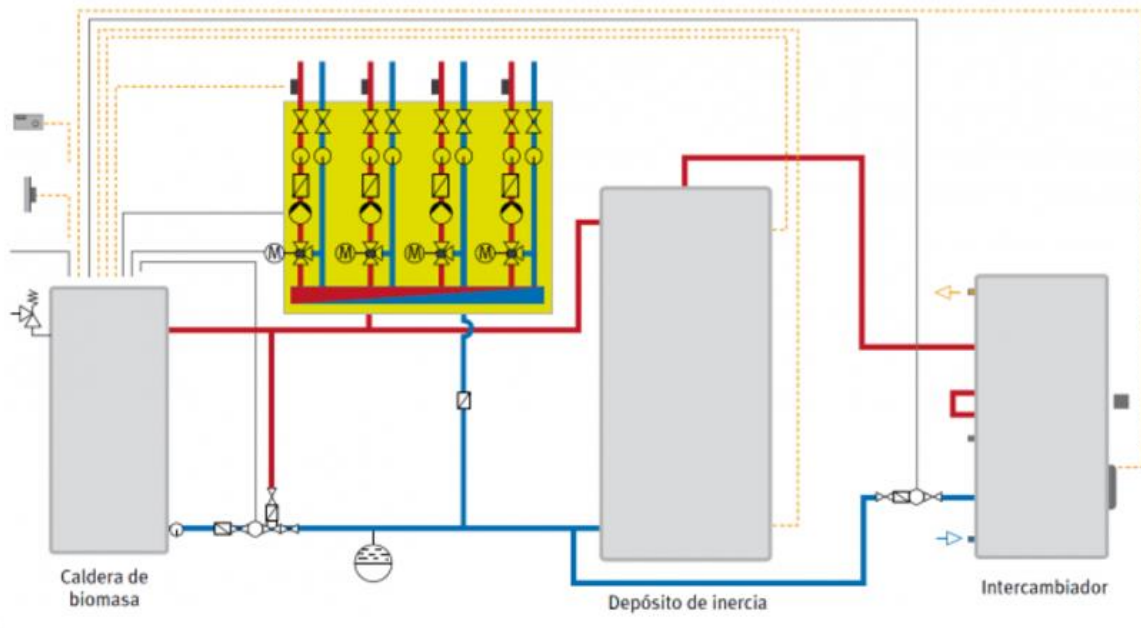 M M M M
Caldera de
biomasa
Depósito de inercia
Intercambiador